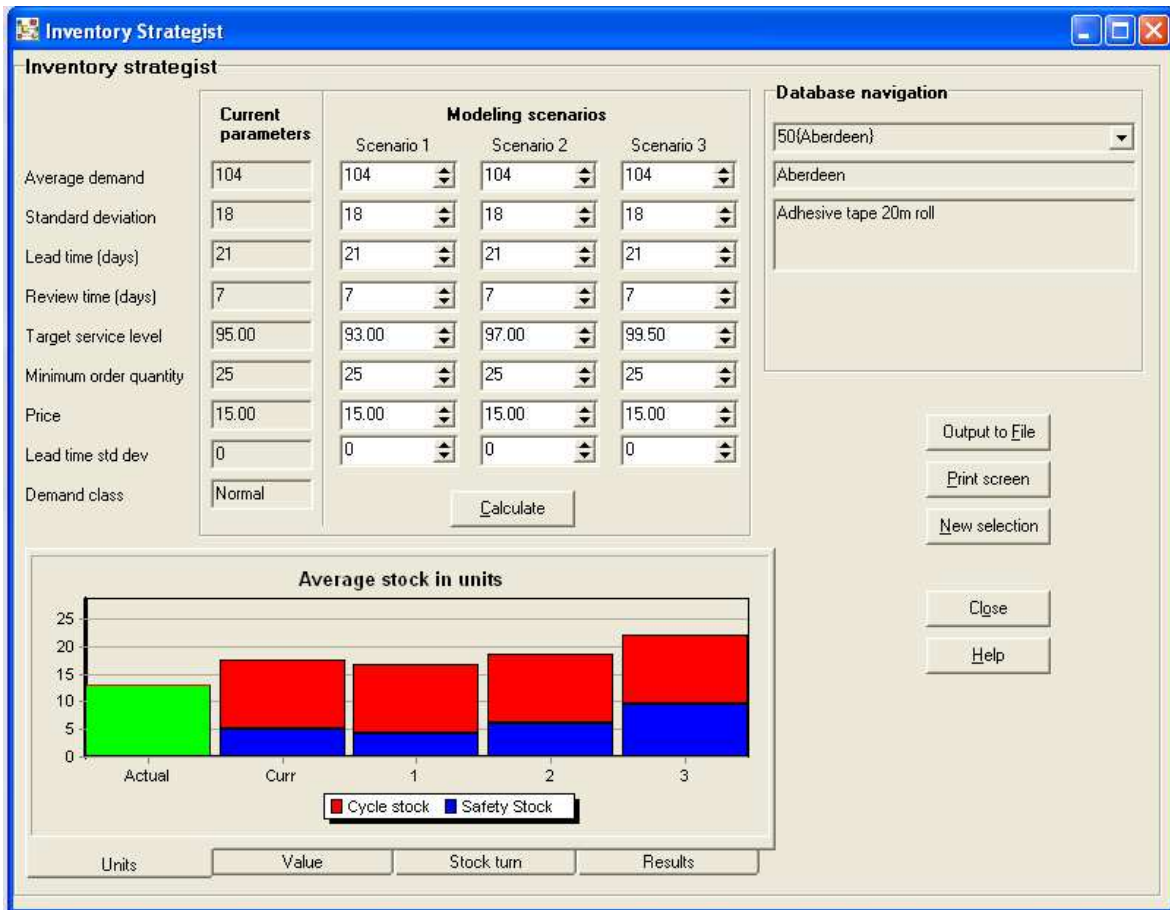 Inventory Strategist
Inventory strategist
Current parameters
Modeling scenarios
Scenario 1 Scenario 2 Scenario 3
Average demand 104 104 104 104
Standard deviation 18 18 18 18
Lead time (days) 21 21 21 21
Review time (days) 7 7 7 7
Target service level 95.00 93.00 97.00 99.50
Minimum order quantity 25 25 25 25
Price 15.00 15.00 15.00 15.00
Lead time std dev 0 0 0 0
Demand class Normal
Calculate
Database navigation
50{Aberdeen}
Aberdeen
Adhesive tape 20m roll
Output to File
Print screen
New selection
Close
Help
Average stock in units
25
20
15
10
5
0
Actual Curr 1 2 3
Cycle stock Safety Stock
Units Value Stock turn Results